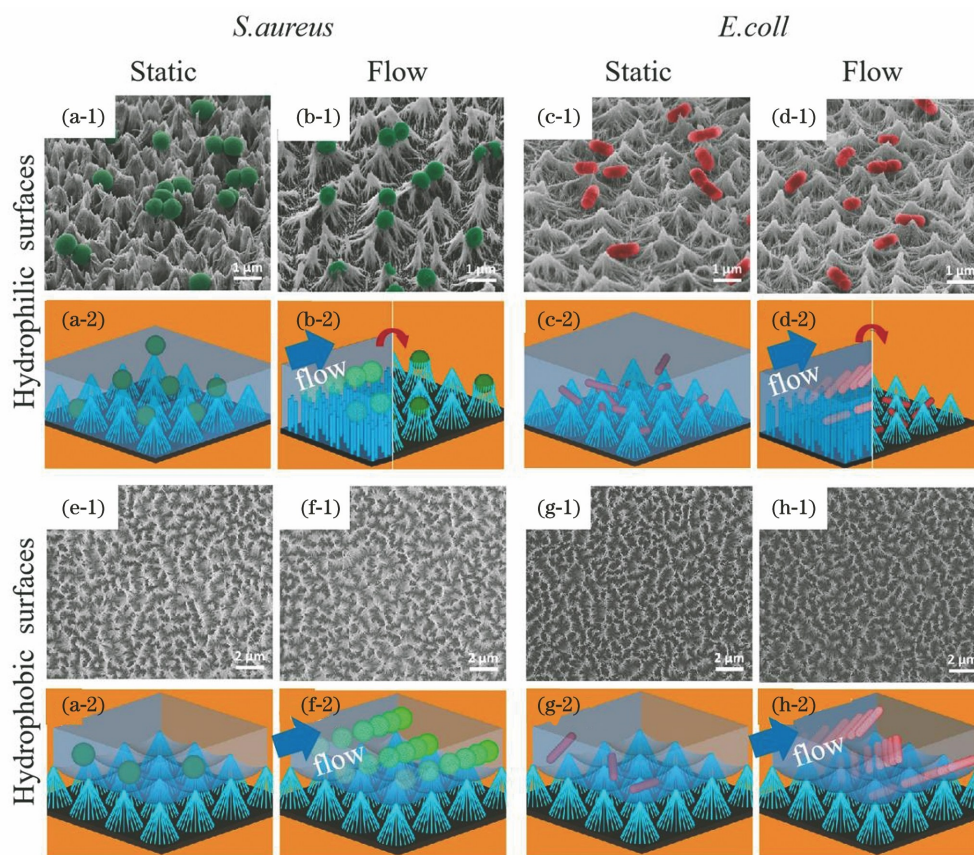 S.aureus
E.coll
Static
Flow
Static
Flow
Hydrophilic surfaces
(a-1)
(b-1)
(c-1)
(d-1)
1 μm
1 μm
1 μm
1 μm
(a-2)
(b-2)
(c-2)
(d-2)
flow
flow
Hydrophobic surfaces
(e-1)
(f-1)
(g-1)
(h-1)
2 μm
2 μm
2 μm
2 μm
(a-2)
(f-2)
(g-2)
(h-2)
flow
flow